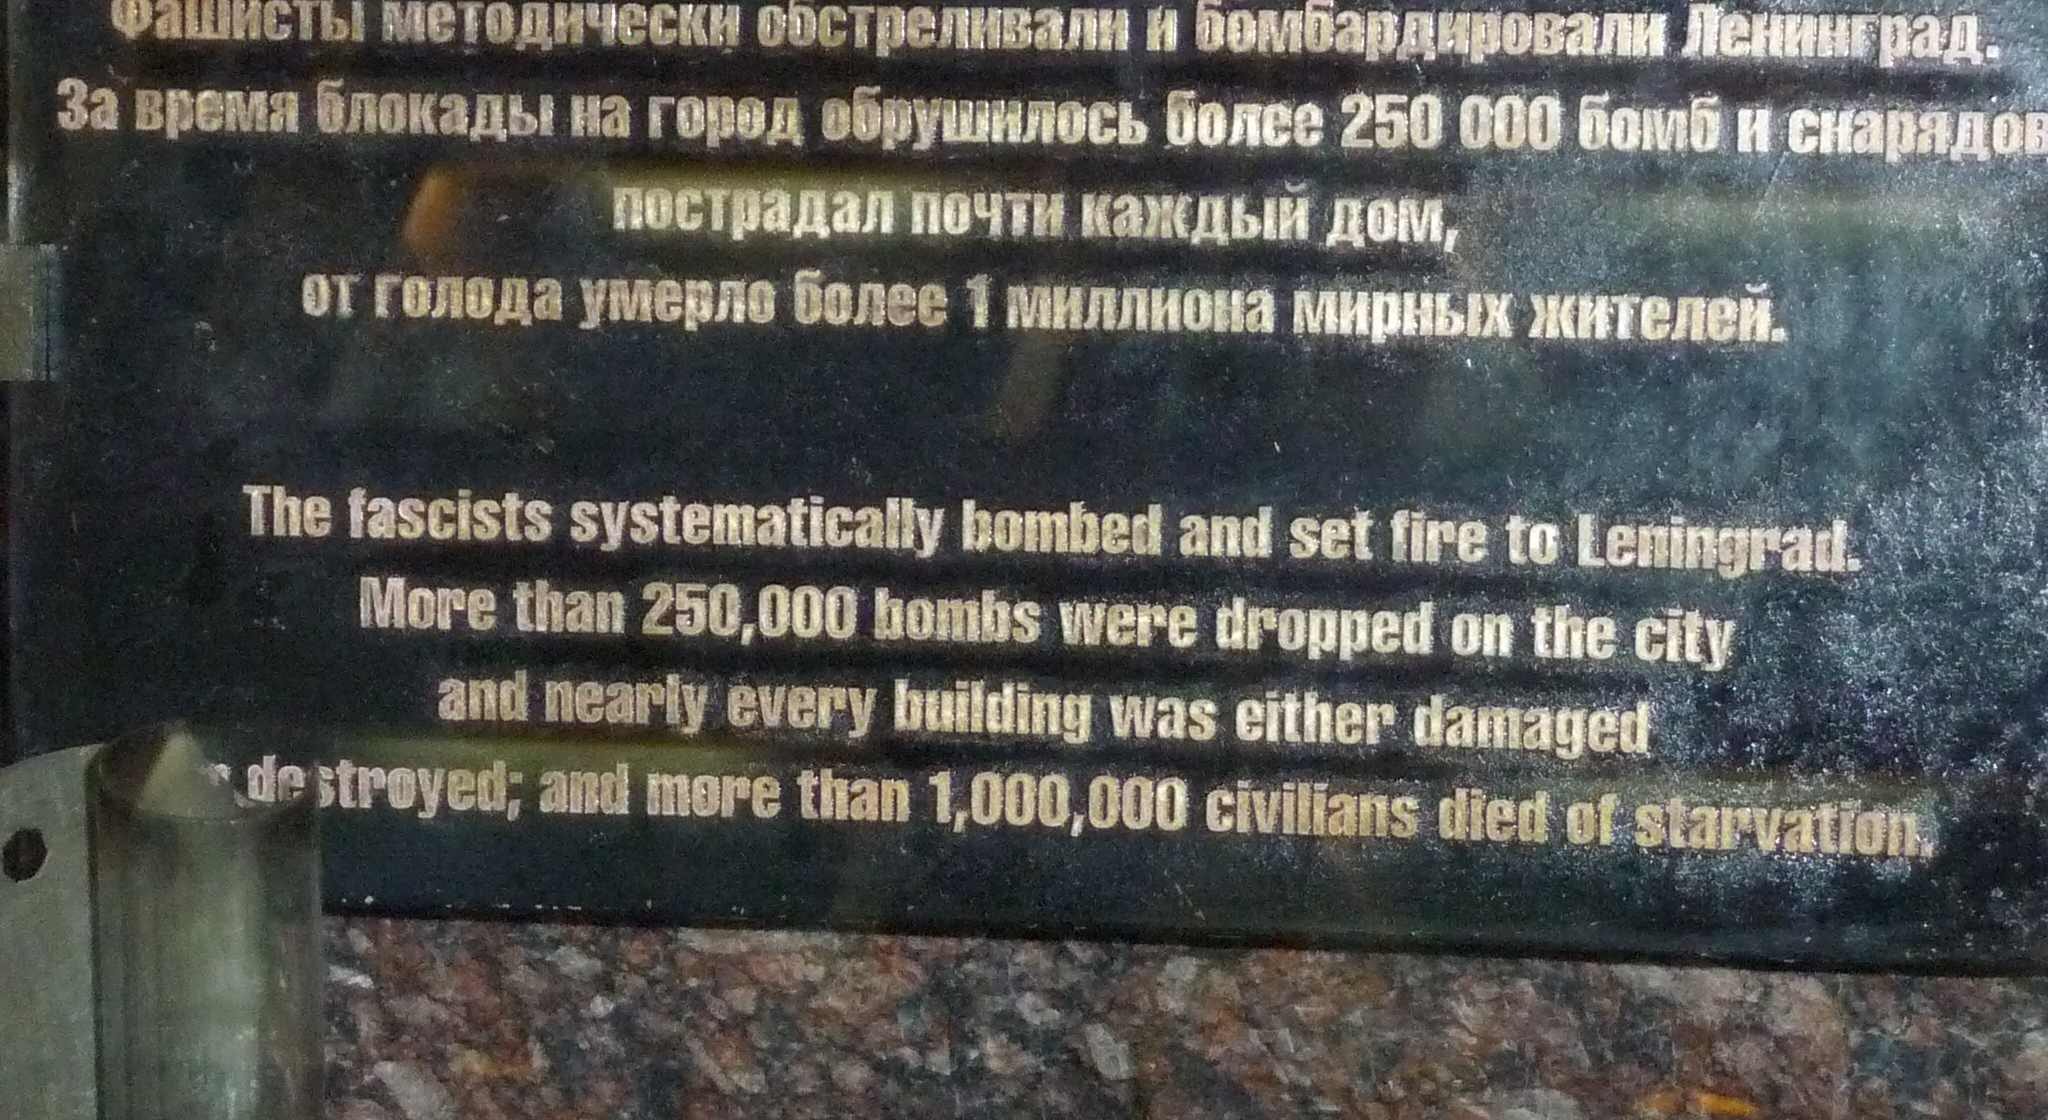 Фашисты методически обстреливали и бомбардировали Ленинград.
За время блокады на город обрушилось более 250 000 бомб и снарядов
пострадал почти каждый дом,
от голода умерло более 1 миллиона мирных жителей.
The fascists systematically bombed and set fire to Leningrad.
More than 250,000 bombs were dropped on the city
and nearly every building was either damaged
destroyed; and more than 1,000,000 civilians died of starvation.